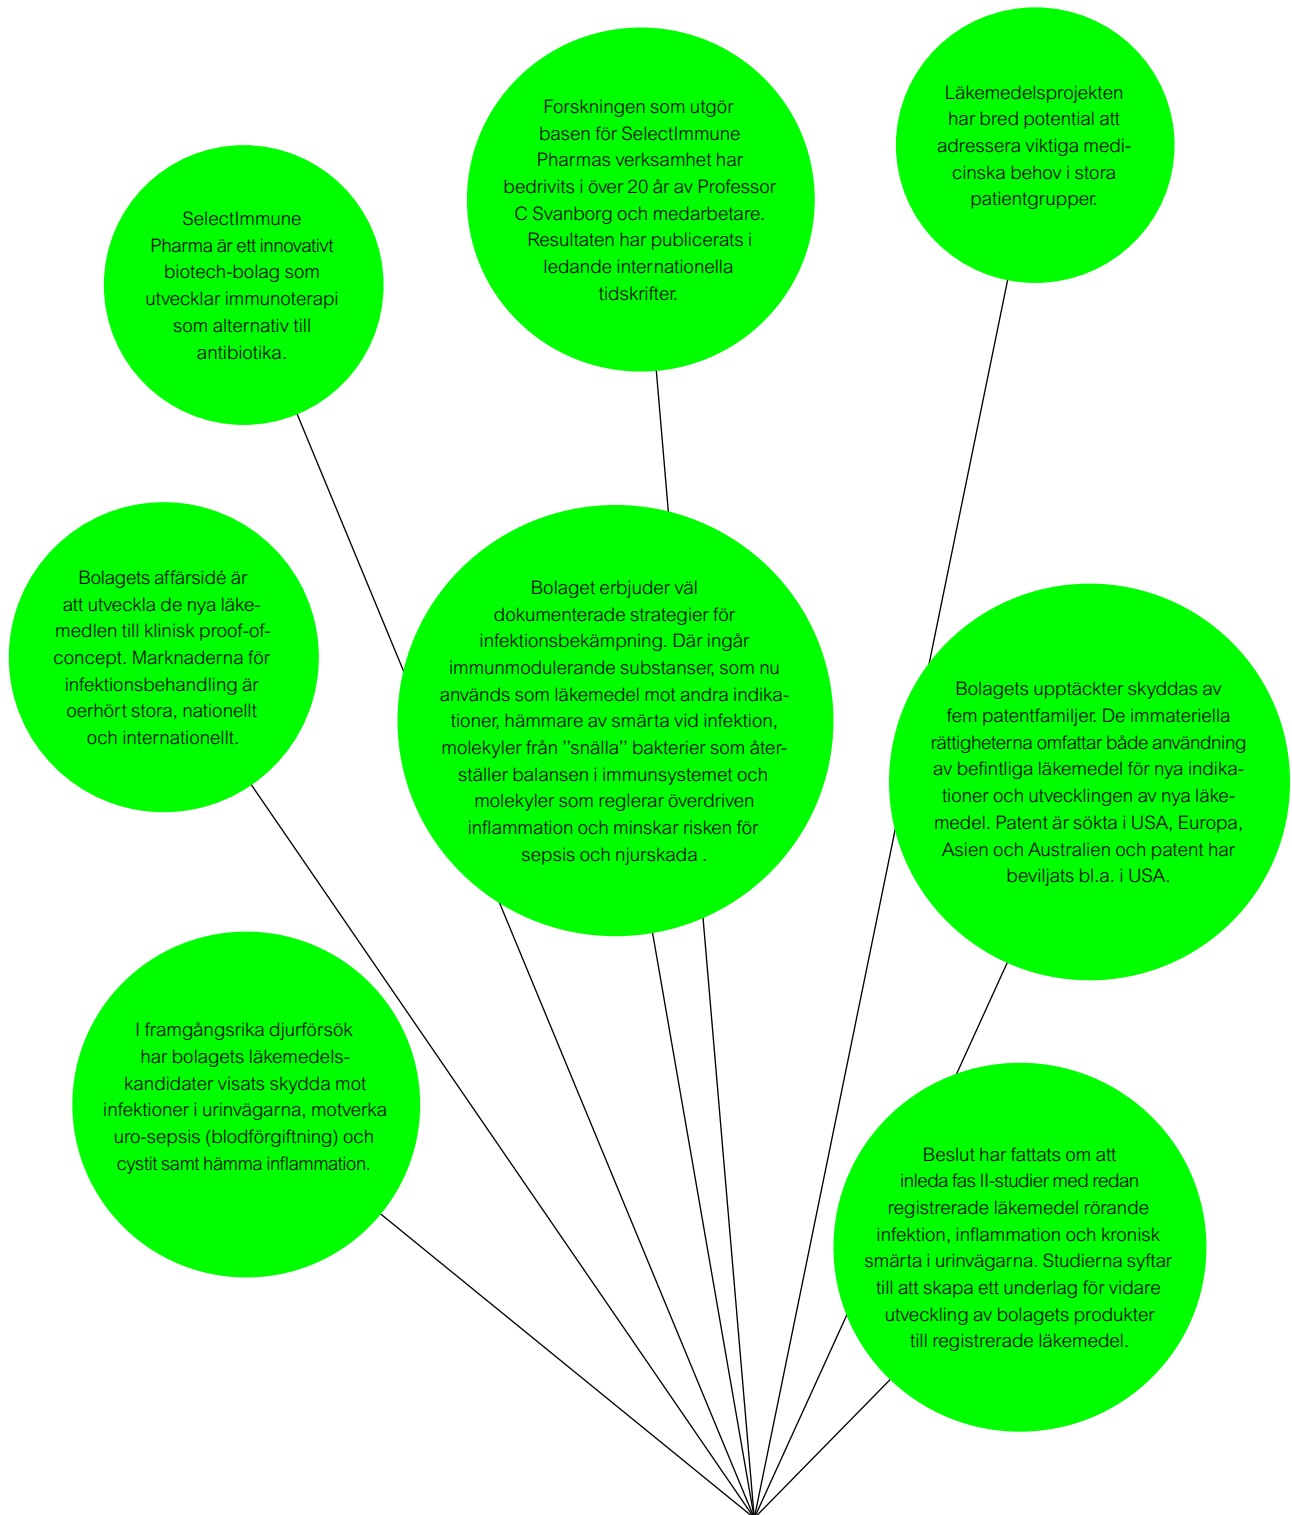 SelectImmune
Pharma är ett innovativt
biotech-bolag som
utvecklar immunoterapi
som alternativ till
antibiotika.
Forskningen som utgör
basen för SelectImmune
Pharmas verksamhet har
bedrivits i över 20 år av Professor
C Svanborg och medarbetare.
Resultaten har publicerats i
ledande internationella
tidskrifter.
Läkemedelsprojekten
har bred potential att
adressera viktiga medi-
cinska behov i stora
patientgrupper.
Bolagets affärsidé är
att utveckla de nya läke-
medlen till klinisk proof-of-
concept. Marknaderna för
infektionsbehandling är
oerhört stora, nationellt
och internationellt.
Bolaget erbjuder väl
dokumenterade strategier för
infektionsbekämpning. Där ingår
immunmodulerande substanser, som nu
används som läkemedel mot andra indika-
tioner, hämmare av smärta vid infektion,
molekyler från ”snälla” bakterier som åter-
ställer balansen i immunsystemet och
molekyler som reglerar överdriven
inflammation och minskar risken för
sepsis och njurskada .
Bolagets upptäckter skyddas av
fem patentfamiljer. De immateriella
rättigheterna omfattar både användning
av befintliga läkemedel för nya indika-
tioner och utvecklingen av nya läke-
medel. Patent är sökta i USA, Europa,
Asien och Australien och patent har
beviljats bl.a. i USA.
I framgångsrika djurförsök
har bolagets läkemedels-
kandidater visats skydda mot
infektioner i urinvägarna, motverka
uro-sepsis (blodförgiftning) och
cystit samt hämma inflammation.
Beslut har fattats om att
inleda fas II-studier med redan
registrerade läkemedel rörande
infektion, inflammation och kronisk
smärta i urinvägarna. Studierna syftar
till att skapa ett underlag för vidare
utveckling av bolagets produkter
till registrerade läkemedel.